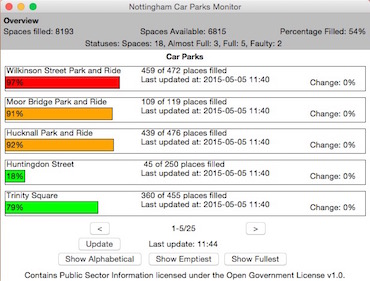 Nottingham Car Parks Monitor
Overview
Spaces filled: 8193 Spaces Available: 6815 Percentage Filled: 54%
Statuses: Spaces: 18, Almost Full: 3, Full: 5, Faulty: 2
Car Parks
Wilkinson Street Park and Ride 459 of 472 places filled
97% Last updated at: 2015-05-05 11:40 Change: 0%
Moor Bridge Park and Ride 109 of 119 places filled
91% Last updated at: 2015-05-05 11:40 Change: 0%
Hucknall Park and Ride 439 of 476 places filled
92% Last updated at: 2015-05-05 11:40 Change: 0%
Huntingdon Street 45 of 250 places filled
18% Last updated at: 2015-05-05 11:40 Change: 0%
Trinity Square 360 of 455 places filled
79% Last updated at: 2015-05-05 11:40 Change: 0%
< 1-5/25 >
Update Last update: 11:44
Show Alphabetical Show Emptiest Show Fullest
Contains Public Sector Information licensed under the Open Government License v1.0.